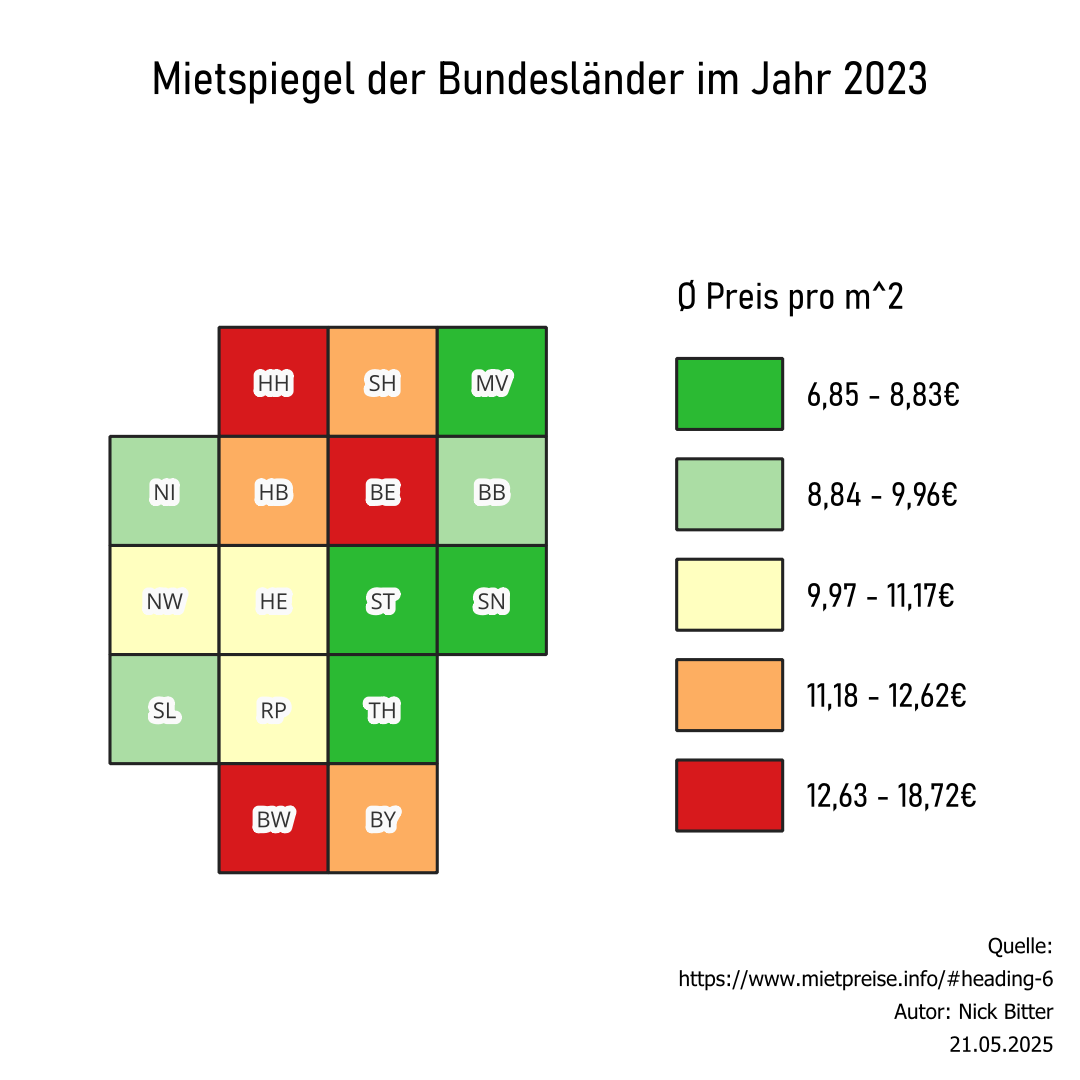 Mietspiegel der Bundesländer im Jahr 2023
Ø Preis pro m^2
HH SH MV
6,85 - 8,83€
NI HB BE BB
8,84 - 9,96€
NW HE ST SN
9,97 - 11,17€
SL RP TH
11,18 - 12,62€
BW BY
12,63 - 18,72€
Quelle:
https://www.mietpreise.info/#heading-6
Autor: Nick Bitter
21.05.2025